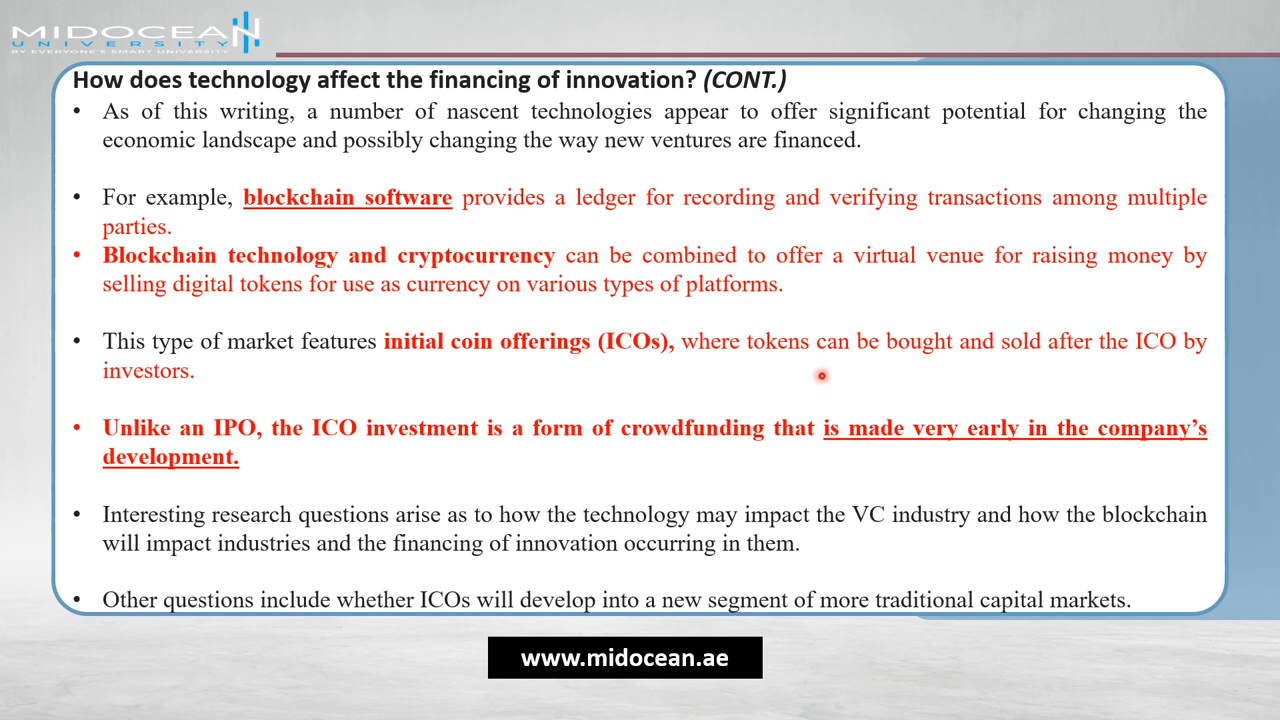 MIDOCEAN
UNIVERSITY
BY EVERYONE'S SMART UNIVERSITY
How does technology affect the financing of innovation? (CONT.)
• As of this writing, a number of nascent technologies appear to offer significant potential for changing the
economic landscape and possibly changing the way new ventures are financed.
• For example, blockchain software provides a ledger for recording and verifying transactions among multiple
parties.
• Blockchain technology and cryptocurrency can be combined to offer a virtual venue for raising money by
selling digital tokens for use as currency on various types of platforms.
• This type of market features initial coin offerings (ICOs), where tokens can be bought and sold after the ICO by
investors.
• Unlike an IPO, the ICO investment is a form of crowdfunding that is made very early in the company's
development.
• Interesting research questions arise as to how the technology may impact the VC industry and how the blockchain
will impact industries and the financing of innovation occurring in them.
• Other questions include whether ICOs will develop into a new segment of more traditional capital markets.
www.midocean.ae